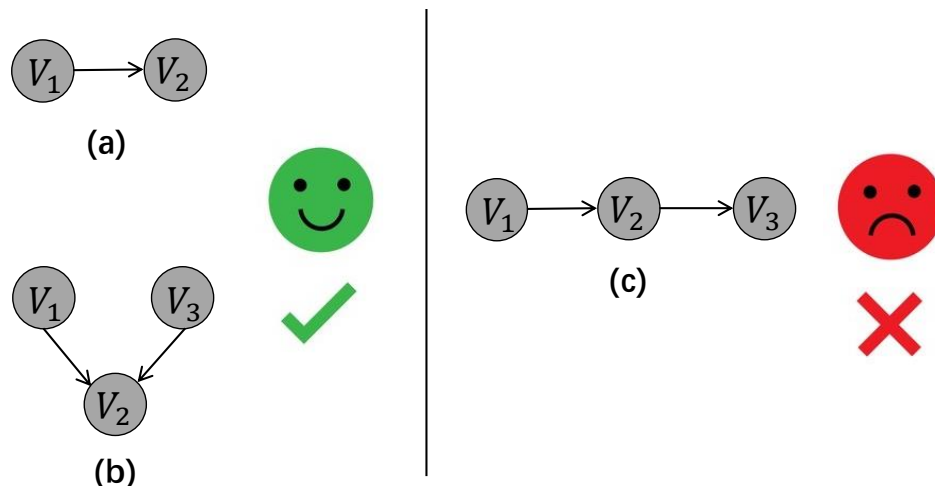 V₁ V₂
(a)
V₁ V₃
V₂
(b)
V₁ V₂ V₃
(c)